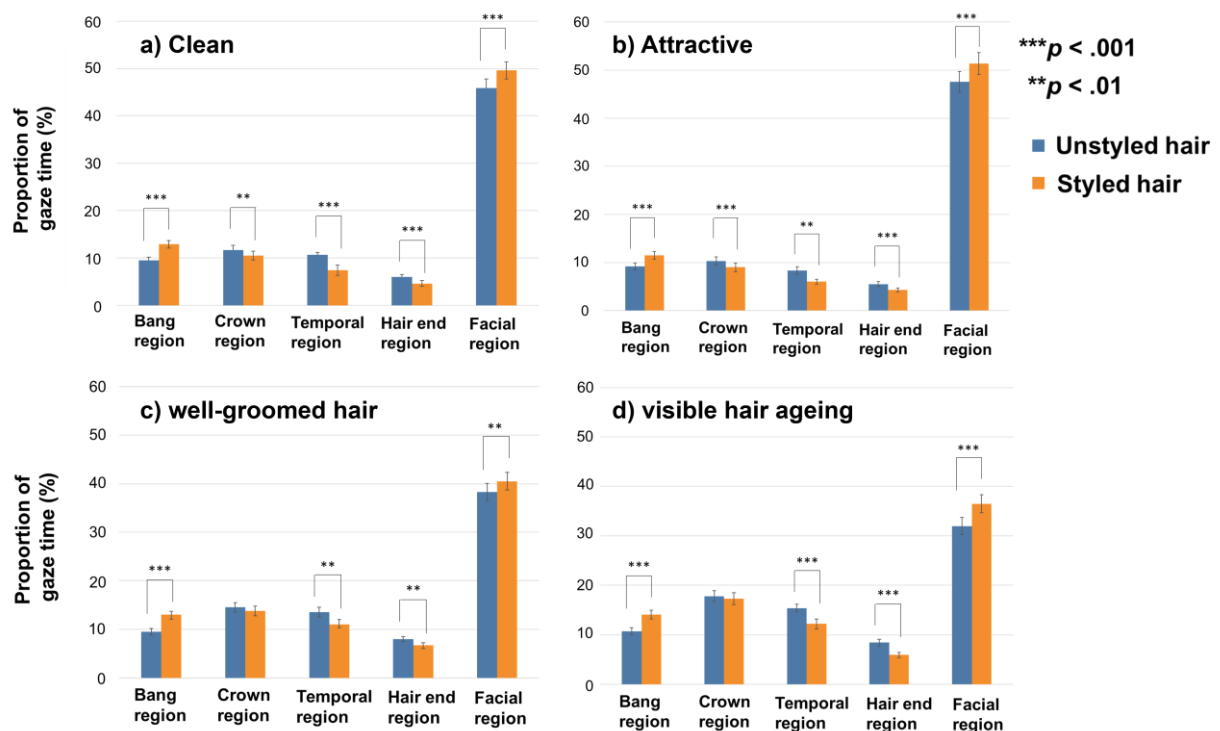 a) Clean
Proportion of
gaze time (%)
60
50
40
30
20
10
0
***
**
***
***
***
Bang
region
Crown
region
Temporal
region
Hair end
region
Facial
region
b) Attractive
60
50
40
30
20
10
0
***
***
**
***
***
Bang
region
Crown
region
Temporal
region
Hair end
region
Facial
region
***p < .001
**p < .01
Unstyled hair
Styled hair
c) well-groomed hair
Proportion of
gaze time (%)
60
50
40
30
20
10
0
***
**
**
**
Bang
region
Crown
region
Temporal
region
Hair end
region
Facial
region
d) visible hair ageing
60
50
40
30
20
10
0
***
***
***
***
Bang
region
Crown
region
Temporal
region
Hair end
region
Facial
region